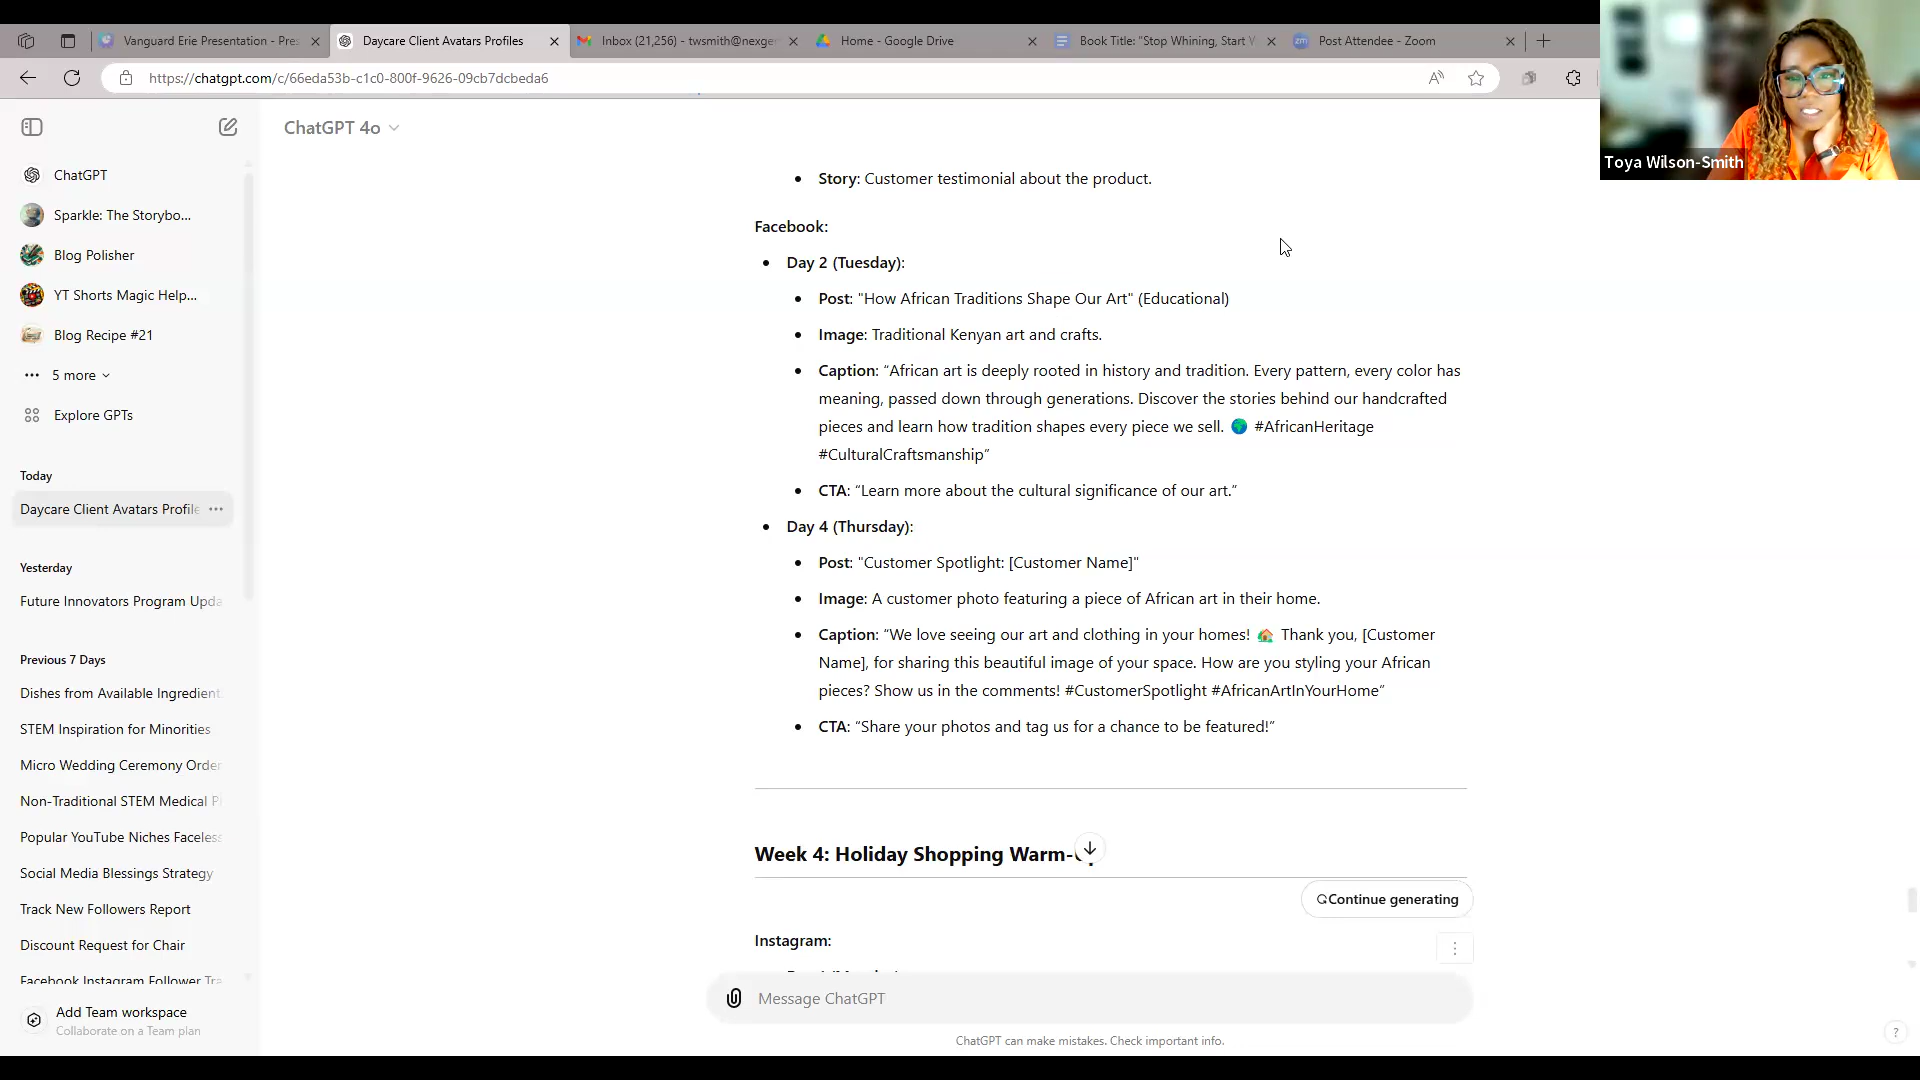 Vanguard Erie Presentation - Pres
Daycare Client Avatars Profiles
Inbox (21,256) - twsmith@nexge
Home - Google Drive
Book Title: "Stop Whining, Start V
zm
Post Attendee - Zoom
https://chatgpt.com/c/66eda53b-c1c0-800f-9626-09cb7dcbeda6
Toya Wilson-Smith
ChatGPT 4o
ChatGPT
Sparkle: The Storybo...
Blog Polisher
YT Shorts Magic Help...
Blog Recipe #21
5 more
Explore GPTs
Today
Daycare Client Avatars Profile
Yesterday
Future Innovators Program Upda
Previous 7 Days
Dishes from Available Ingredient
STEM Inspiration for Minorities
Micro Wedding Ceremony Order
Non-Traditional STEM Medical P
Popular YouTube Niches Faceless
Social Media Blessings Strategy
Track New Followers Report
Discount Request for Chair
Facebook Instagram Follower Tra
Add Team workspace
Collaborate on a Team plan
• Story: Customer testimonial about the product.
Facebook:
• Day 2 (Tuesday):
• Post: "How African Traditions Shape Our Art" (Educational)
• Image: Traditional Kenyan art and crafts.
• Caption: “African art is deeply rooted in history and tradition. Every pattern, every color has
meaning, passed down through generations. Discover the stories behind our handcrafted
pieces and learn how tradition shapes every piece we sell. 🌍 #AfricanHeritage
#CulturalCraftsmanship”
• CTA: “Learn more about the cultural significance of our art.”
• Day 4 (Thursday):
• Post: "Customer Spotlight: [Customer Name]"
• Image: A customer photo featuring a piece of African art in their home.
• Caption: “We love seeing our art and clothing in your homes! 🏠 Thank you, [Customer
Name], for sharing this beautiful image of your space. How are you styling your African
pieces? Show us in the comments! #CustomerSpotlight #AfricanArtInYourHome”
• CTA: “Share your photos and tag us for a chance to be featured!”
Week 4: Holiday Shopping Warm-
Continue generating
Instagram:
Message ChatGPT
ChatGPT can make mistakes. Check important info.
?